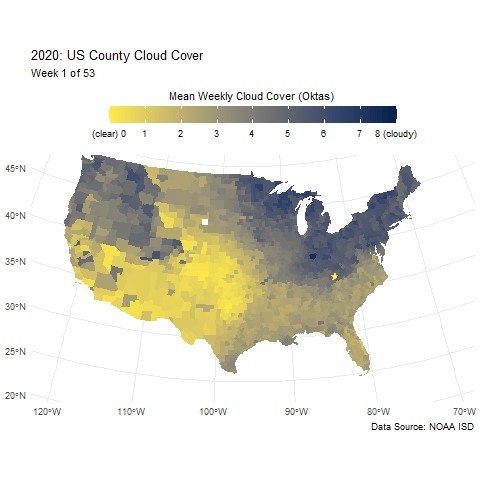 2020: US County Cloud Cover
Week 1 of 53
Mean Weekly Cloud Cover (Oktas)
(clear) 0 1 2 3 4 5 6 7 8 (cloudy)
45°N
40°N
35°N
30°N
25°N
20°N
120°W 110°W 100°W 90°W 80°W 70°W
Data Source: NOAA ISD